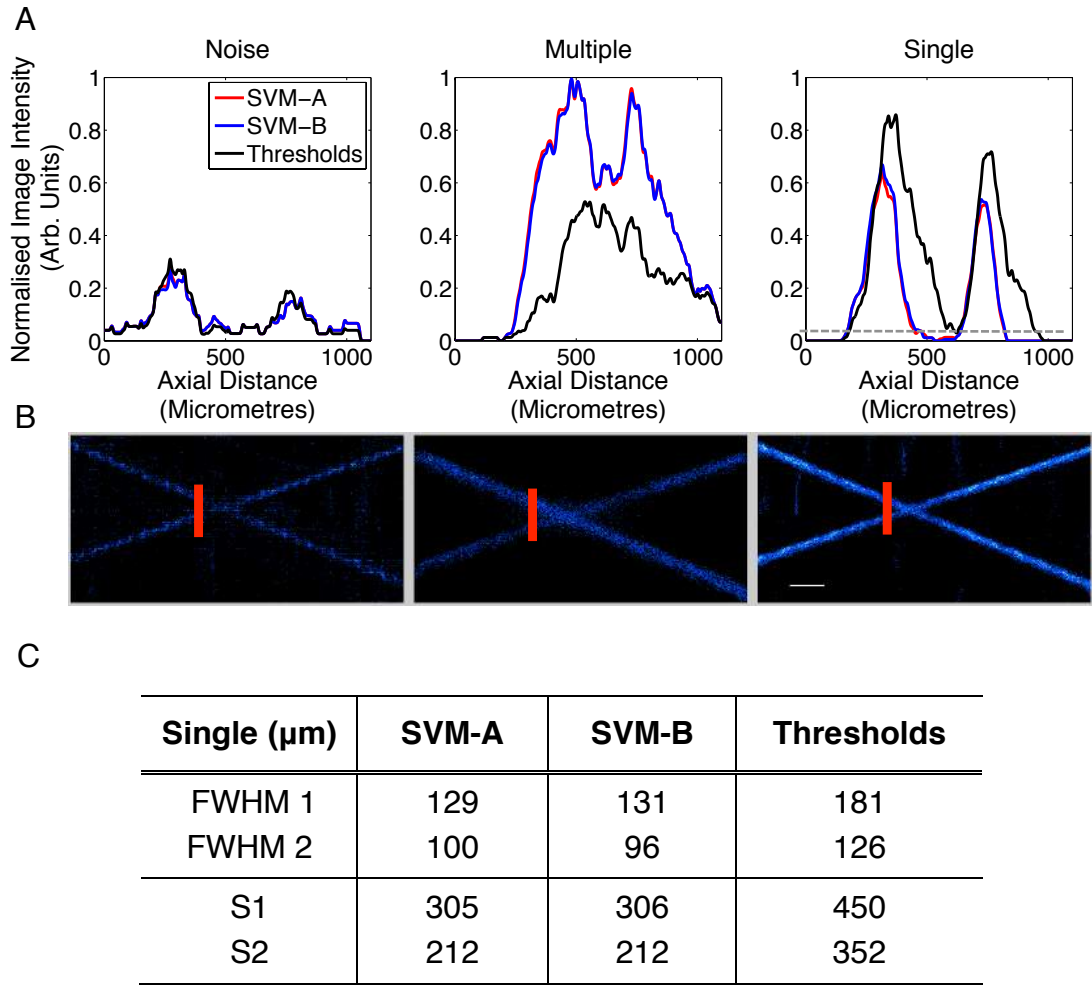 A
Noise
Multiple
Single
Normalised Image Intensity
(Arb. Units)
1
0.8
0.6
0.4
0.2
0
SVM-A
SVM-B
Thresholds
0 500 1000
Axial Distance
(Micrometres)
1
0.8
0.6
0.4
0.2
0
0 500 1000
Axial Distance
(Micrometres)
1
0.8
0.6
0.4
0.2
0
0 500 1000
Axial Distance
(Micrometres)
B
C
Single (µm) SVM-A SVM-B Thresholds
FWHM 1 129 131 181
FWHM 2 100 96 126
S1 305 306 450
S2 212 212 352